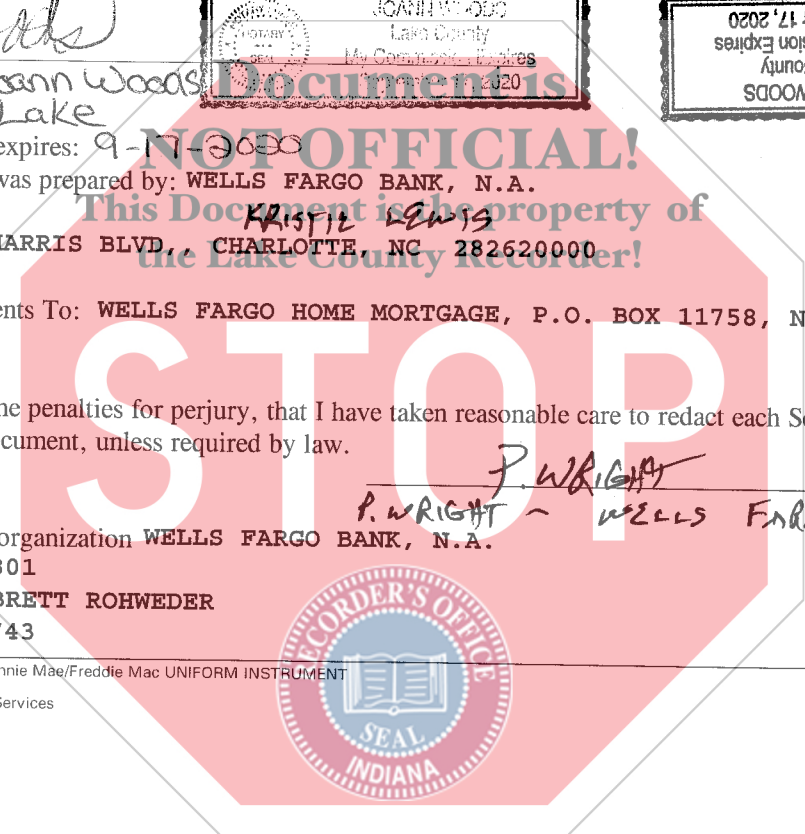 JOANN WOODS
Lake County
My Commission Expires
2020
NOTARY
SEAL
17, 2020
sion Expires
ounty
WOODS
Document is
oann Woods
Lake
NOT OFFICIAL!
expires: 9-17-2020
was prepared by: WELLS FARGO BANK, N.A.
This Document is the property of
KRISTIE LEWIS
HARRIS BLVD,, CHARLOTTE, NC 282620000
the Lake County Recorder!
ents To: WELLS FARGO HOME MORTGAGE, P.O. BOX 11758, N
STOP
he penalties for perjury, that I have taken reasonable care to redact each So
cument, unless required by law.
P. WRIGHT
P. WRIGHT - WELLS FAR
organization WELLS FARGO BANK, N.A.
801
BRETT ROHWEDER
743
nnie Mae/Freddie Mac UNIFORM INSTRUMENT
Services
RECORDER'S OFFICE
SEAL
INDIANA